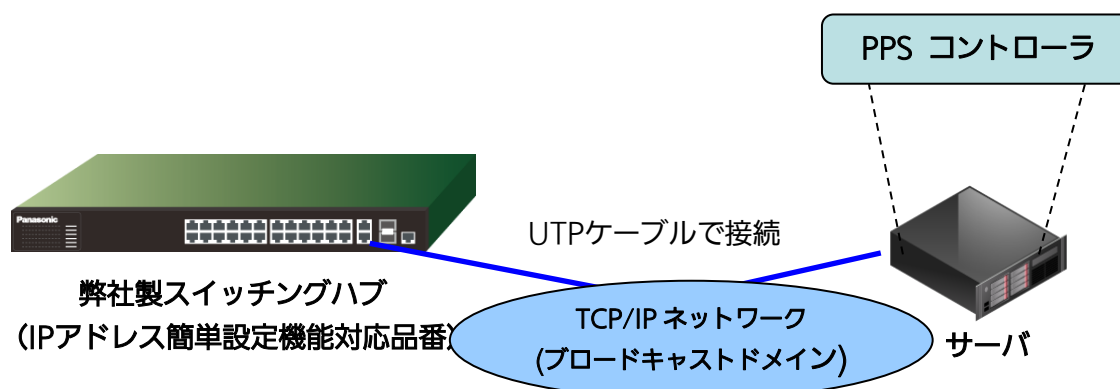 PPS コントローラ
Panasonic
UTPケーブルで接続
弊社製スイッチングハブ
（IPアドレス簡単設定機能対応品番）
TCP/IP ネットワーク
(ブロードキャストドメイン)
サーバ